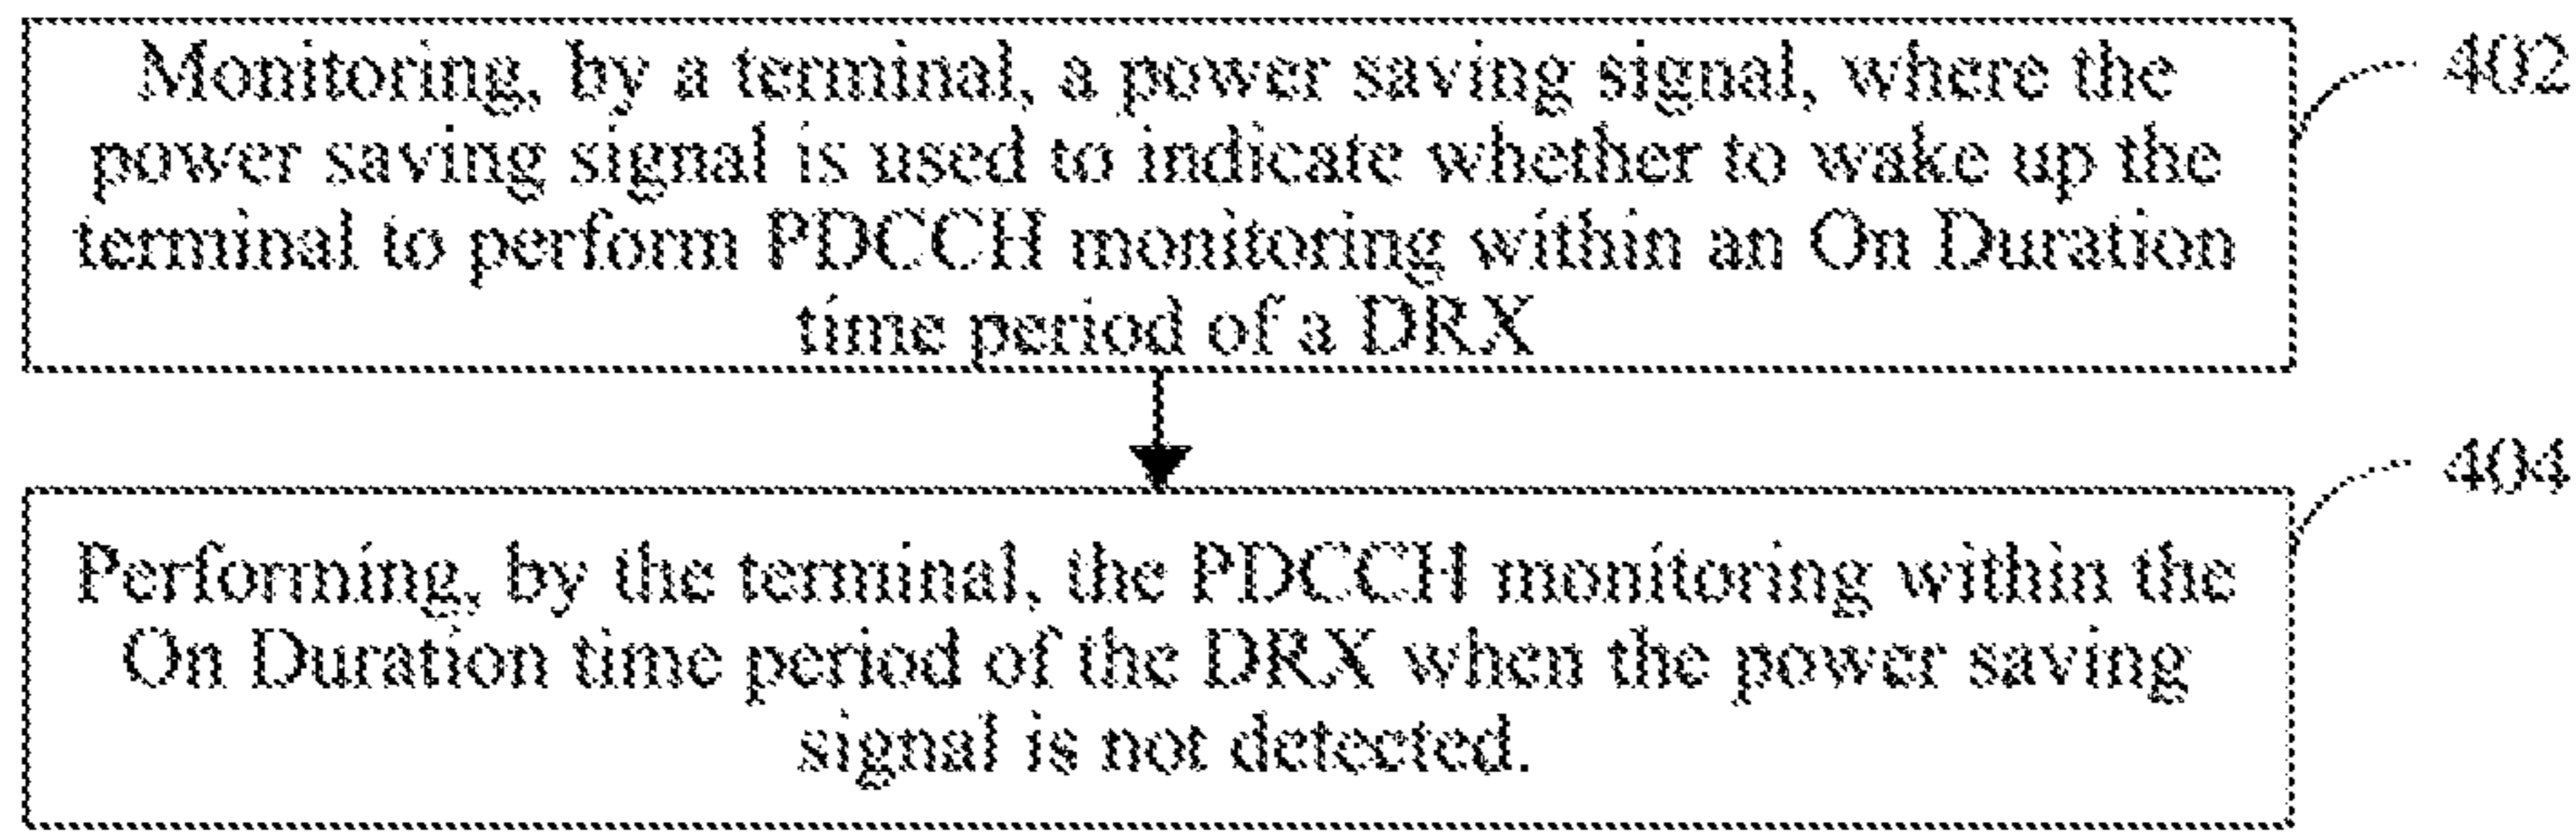 Monitoring, by a terminal, a power saving signal, where the
402
power saving signal is used to indicate whether to wake up the
terminal to perform PDCCH monitoring within an On Duration
time period of a DRX
404
Performing, by the terminal, the PDCCH monitoring within the
On Duration time period of the DRX when the power saving
signal is not detected.